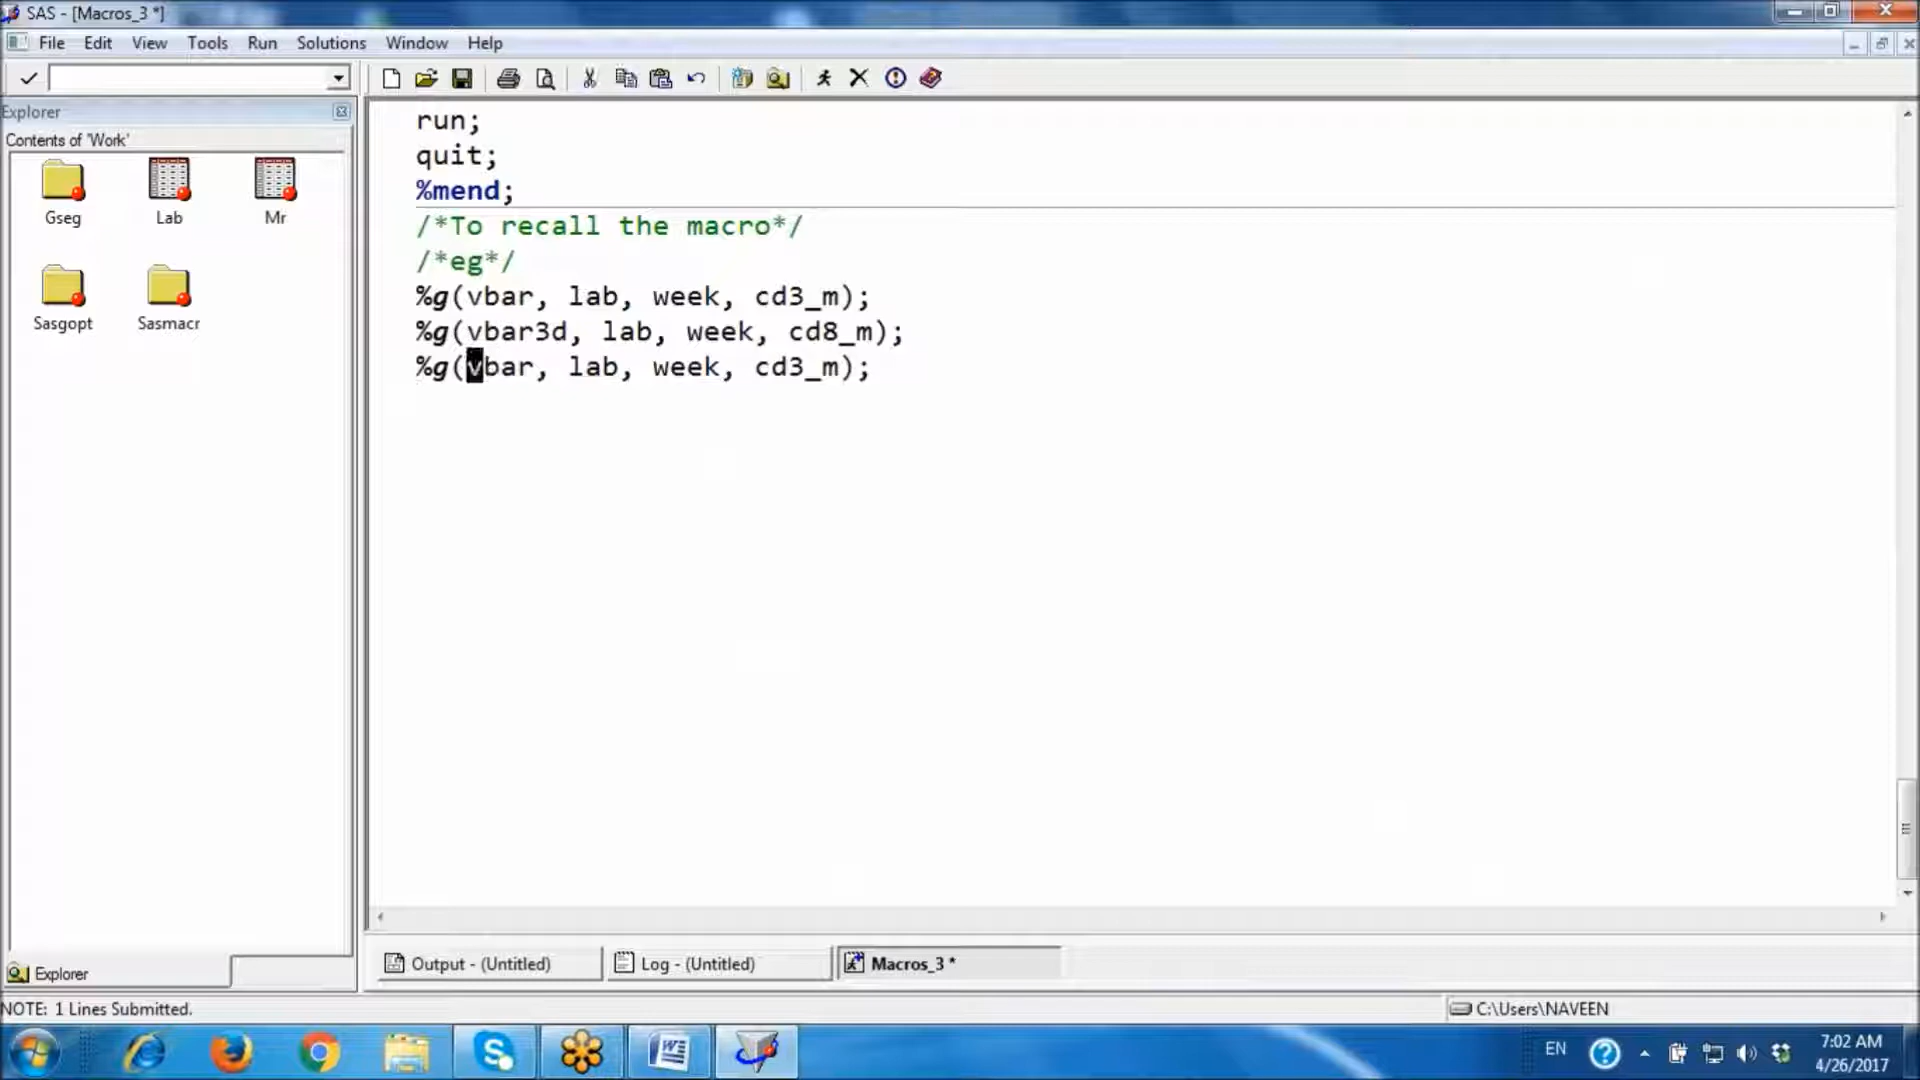 SAS - [Macros_3 *]
File Edit View Tools Run Solutions Window Help
Explorer
Contents of 'Work'
Gseg Lab Mr
Sasgopt Sasmacr
run;
quit;
%mend;
/*To recall the macro*/
/*eg*/
%g(vbar, lab, week, cd3_m);
%g(vbar3d, lab, week, cd8_m);
%g(vbar, lab, week, cd3_m);
Explorer
Output - (Untitled) Log - (Untitled) Macros_3 *
NOTE: 1 Lines Submitted. C:\Users\NAVEEN
EN 7:02 AM
4/26/2017